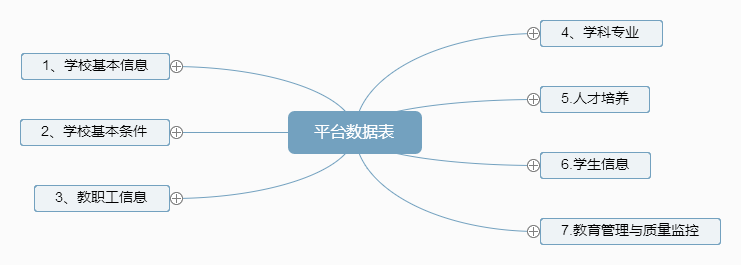 1、学校基本信息
2、学校基本条件
3、教职工信息
平台数据表
4、学科专业
5.人才培养
6.学生信息
7.教育管理与质量监控